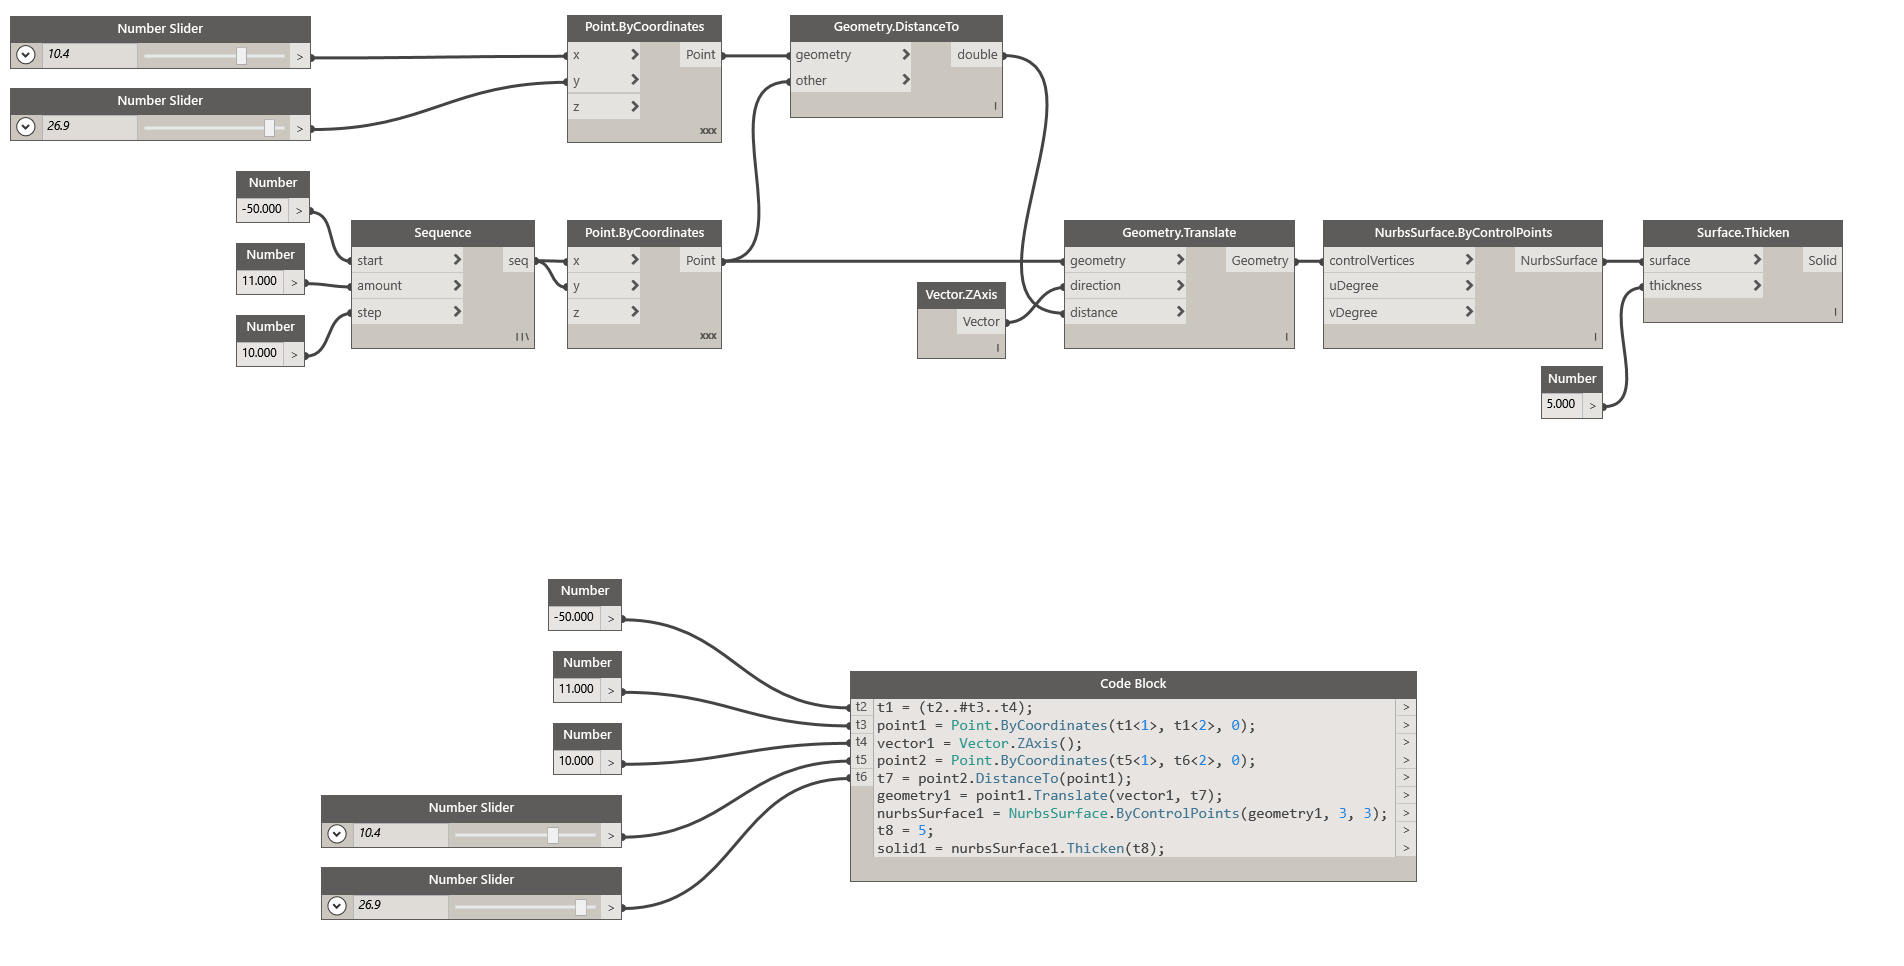 Number Slider
10.4 >
Number Slider
26.9 >
Point.ByCoordinates
x Point
y
z
xxx
Geometry.DistanceTo
geometry double
other
I
Number
-50.000 >
Number
11.000 >
Number
10.000 >
Sequence
start seq
amount
step
I I \
Point.ByCoordinates
x Point
y
z
xxx
Vector.ZAxis
Vector
I
Geometry.Translate
geometry Geometry
direction
distance
I
NurbsSurface.ByControlPoints
controlVertices NurbsSurface
uDegree
vDegree
I
Surface.Thicken
surface Solid
thickness
I
Number
5.000 >
Number
-50.000 >
Number
11.000 >
Number
10.000 >
Number Slider
10.4 >
Number Slider
26.9 >
Code Block
t2 t1 = (t2..#t3..t4); >
t3 point1 = Point.ByCoordinates(t1<1>, t1<2>, 0); >
t4 vector1 = Vector.ZAxis(); >
t5 point2 = Point.ByCoordinates(t5<1>, t6<2>, 0); >
t6 t7 = point2.DistanceTo(point1); >
geometry1 = point1.Translate(vector1, t7); >
nurbsSurface1 = NurbsSurface.ByControlPoints(geometry1, 3, 3); >
t8 = 5; >
solid1 = nurbsSurface1.Thicken(t8); >